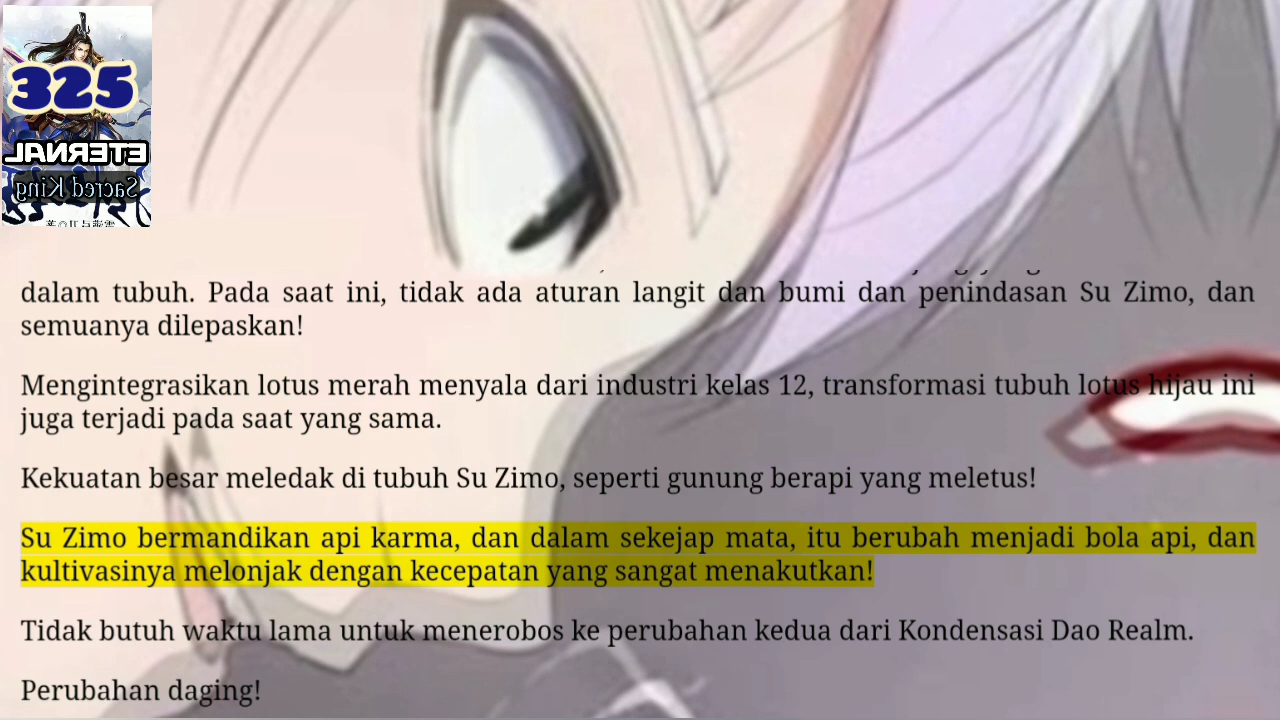 325
ETERNAL
Sacred King
dalam tubuh. Pada saat ini, tidak ada aturan langit dan bumi dan penindasan Su Zimo, dan
semuanya dilepaskan!
Mengintegrasikan lotus merah menyala dari industri kelas 12, transformasi tubuh lotus hijau ini
juga terjadi pada saat yang sama.
Kekuatan besar meledak di tubuh Su Zimo, seperti gunung berapi yang meletus!
Su Zimo bermandikan api karma, dan dalam sekejap mata, itu berubah menjadi bola api, dan
kultivasinya melonjak dengan kecepatan yang sangat menakutkan!
Tidak butuh waktu lama untuk menerobos ke perubahan kedua dari Kondensasi Dao Realm.
Perubahan daging!